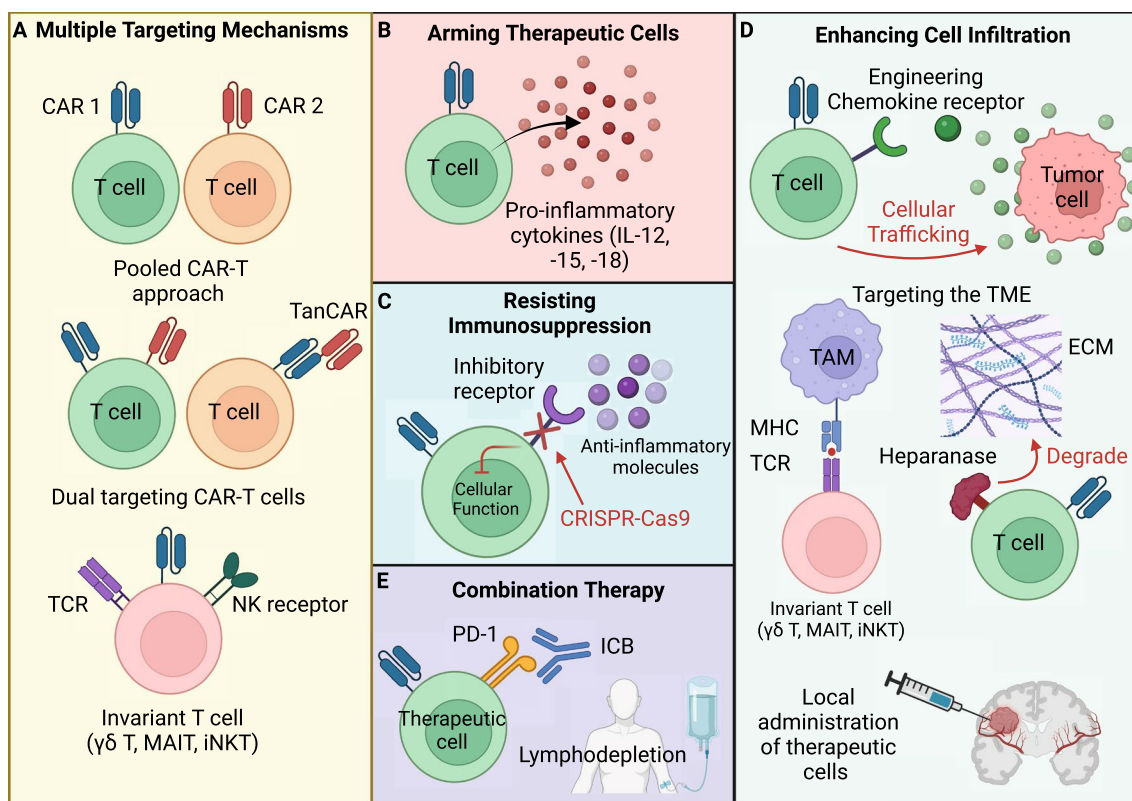 A Multiple Targeting Mechanisms
CAR 1
CAR 2
T cell
T cell
Pooled CAR-T
approach
TanCAR
T cell
T cell
Dual targeting CAR-T cells
TCR
NK receptor
Invariant T cell
(γδ T, MAIT, iNKT)
B Arming Therapeutic Cells
T cell
Pro-inflammatory
cytokines (IL-12,
-15, -18)
C Resisting
Immunosuppression
Inhibitory
receptor
Anti-inflammatory
molecules
Cellular
Function
CRISPR-Cas9
E Combination Therapy
PD-1
ICB
Therapeutic
cell
Lymphodepletion
D Enhancing Cell Infiltration
Engineering
Chemokine receptor
T cell
Tumor
cell
Cellular
Trafficking
Targeting the TME
TAM
ECM
MHC
TCR
Heparanase
Degrade
T cell
Invariant T cell
(γδ T, MAIT, iNKT)
Local
administration
of therapeutic
cells